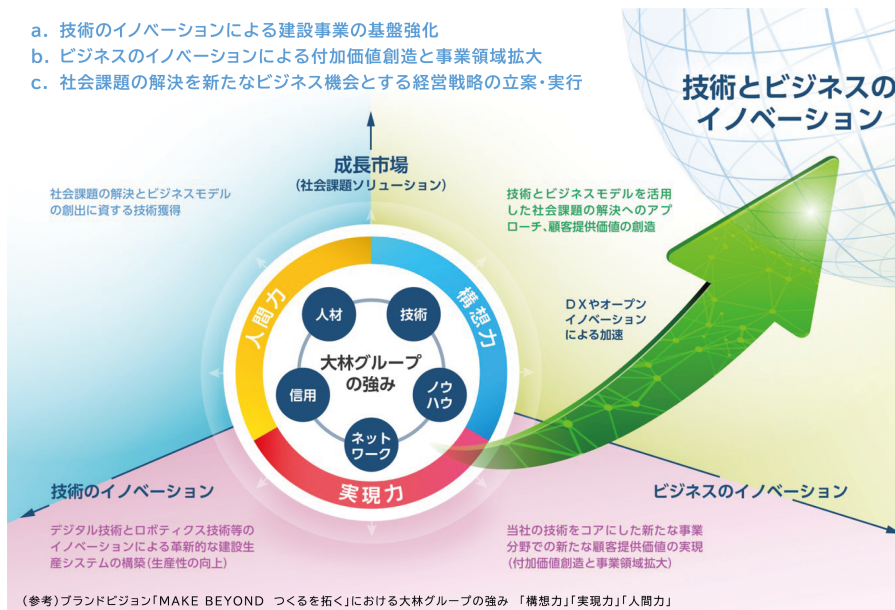 a. 技術のイノベーションによる建設事業の基盤強化
b. ビジネスのイノベーションによる付加価値創造と事業領域拡大
c. 社会課題の解決を新たなビジネス機会とする経営戦略の立案・実行
技術とビジネスの
イノベーション
成長市場
(社会課題ソリューション)
社会課題の解決とビジネスモデル
の創出に資する技術獲得
技術とビジネスモデルを活用
した社会課題の解決へのアプ
ローチ、顧客提供価値の創造
DXやオープン
イノベーション
による加速
人間力
構想力
実現力
人材
技術
大林グループ
の強み
信用
ノウ
ハウ
ネット
ワーク
技術のイノベーション
ビジネスのイノベーション
デジタル技術とロボティクス技術等の
イノベーションによる革新的な建設生
産システムの構築(生産性の向上)
当社の技術をコアにした新たな事業
分野での新たな顧客提供価値の実現
(付加価値創造と事業領域拡大)
(参考)ブランドビジョン「MAKE BEYOND つくるを拓く」における大林グループの強み 「構想力」「実現力」「人間力」